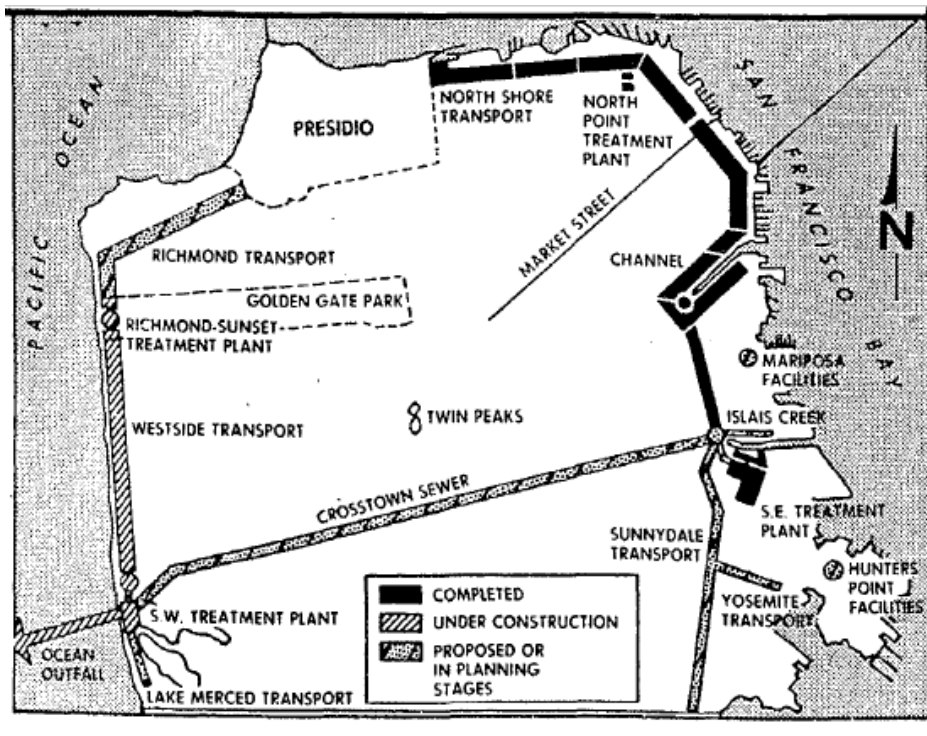 PACIFIC OCEAN
SAN FRANCISCO BAY
PRESIDIO
NORTH SHORE
TRANSPORT
NORTH
POINT
TREATMENT
PLANT
MARKET STREET
N
RICHMOND TRANSPORT
CHANNEL
GOLDEN GATE PARK
RICHMOND-SUNSET
TREATMENT PLANT
MARIPOSA
FACILITIES
WESTSIDE TRANSPORT
TWIN PEAKS
ISLAIS CREEK
CROSSTOWN SEWER
S.E. TREATMENT
PLANT
SUNNYDALE
TRANSPORT
HUNTERS
POINT
FACILITIES
YOSEMITE
TRANSPORT
S.W. TREATMENT PLANT
OCEAN
OUTFALL
LAKE MERCED TRANSPORT
COMPLETED
UNDER CONSTRUCTION
PROPOSED OR
IN PLANNING
STAGES